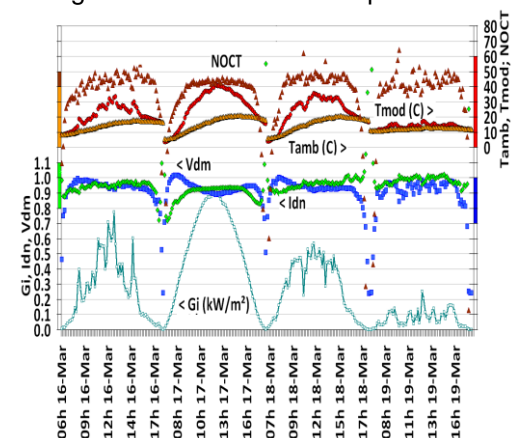 NOCT
Tmod (C) >
Tamb (C) >
< Vdm
< Idn
< Gi (kW/m²)
Gi_Idn, Vdm
1.1
1.0
0.9
0.8
0.7
0.6
0.5
0.4
0.3
0.2
0.1
0.0
Tamb, Tmod; NOCT
80
70
60
50
40
30
20
10
0
06h 16-Mar
09h 16-Mar
12h 16-Mar
14h 16-Mar
17h 16-Mar
08h 17-Mar
10h 17-Mar
13h 17-Mar
15h 17-Mar
07h 18-Mar
09h 18-Mar
12h 18-Mar
15h 18-Mar
17h 18-Mar
08h 19-Mar
11h 19-Mar
13h 19-Mar
16h 19-Mar